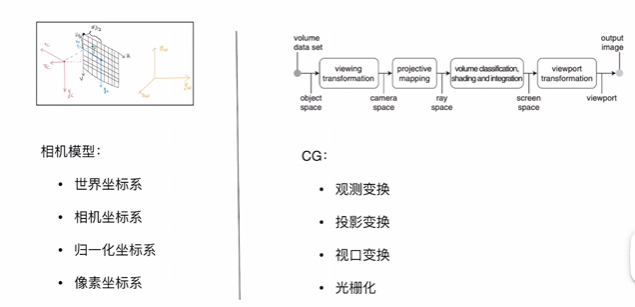 相机模型：
• 世界坐标系
• 相机坐标系
• 归一化坐标系
• 像素坐标系
volume
data set
output
image
viewing
transformation
projective
mapping
volume classification,
shading and integration
viewport
transformation
object
space
camera
space
ray
space
screen
space
viewport
CG：
• 观测变换
• 投影变换
• 视口变换
• 光栅化